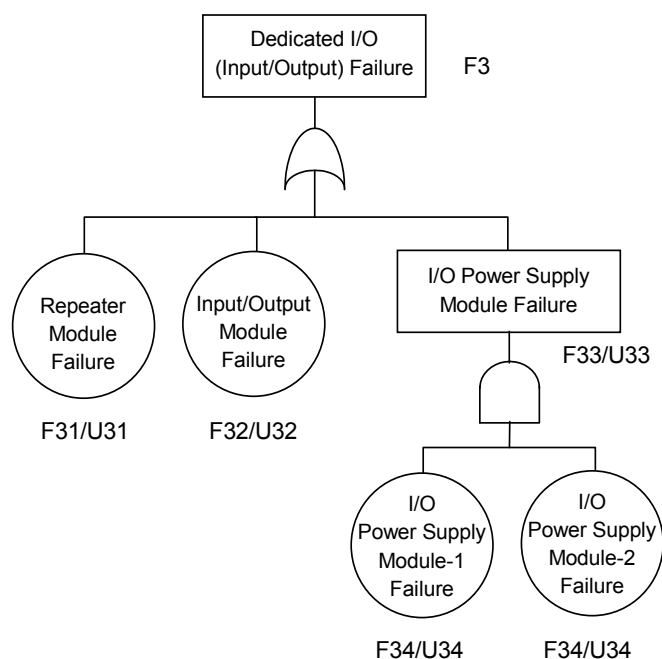 Dedicated I/O
(Input/Output) Failure
F3
Repeater
Module
Failure
Input/Output
Module
Failure
I/O Power Supply
Module Failure
F33/U33
F31/U31
F32/U32
I/O
Power Supply
Module-1
Failure
I/O
Power Supply
Module-2
Failure
F34/U34
F34/U34